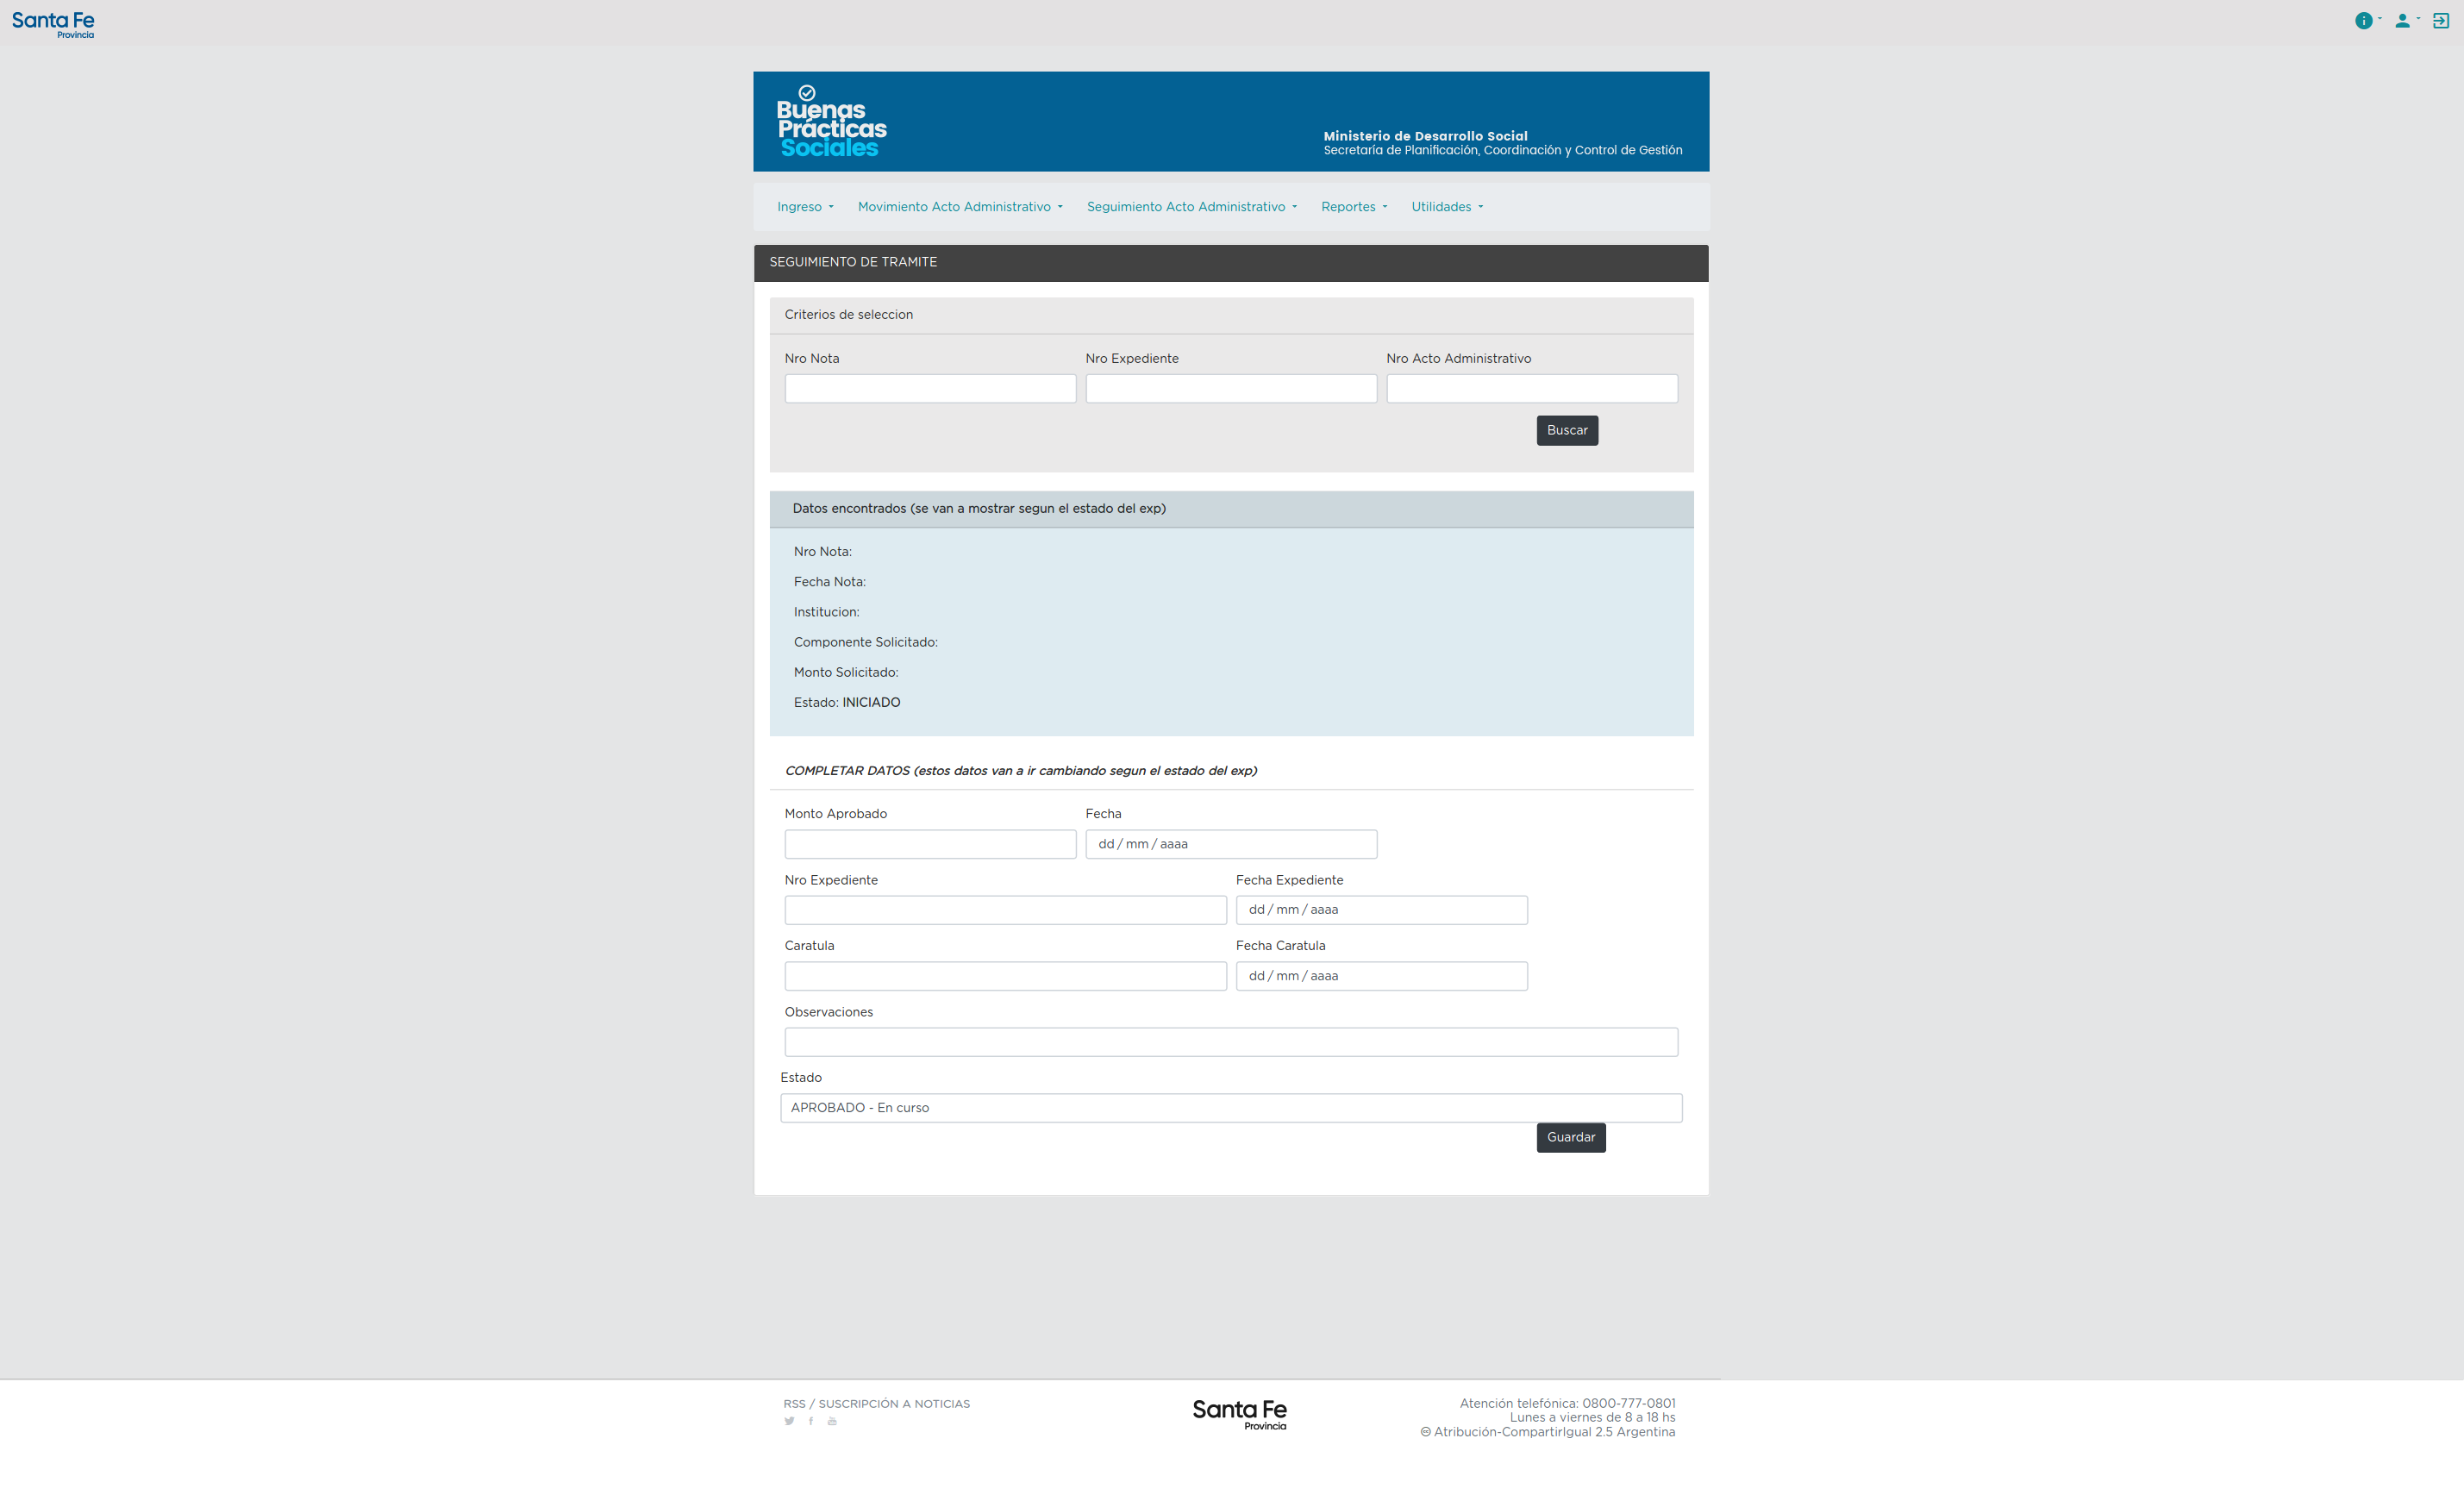 Santa Fe
Provincia
Buenas
Prácticas
Sociales
Ministerio de Desarrollo Social
Secretaría de Planificación, Coordinación y Control de Gestión
Ingreso Movimiento Acto Administrativo Seguimiento Acto Administrativo Reportes Utilidades
SEGUIMIENTO DE TRAMITE
Criterios de seleccion
Nro Nota Nro Expediente Nro Acto Administrativo
Buscar
Datos encontrados (se van a mostrar segun el estado del exp)
Nro Nota:
Fecha Nota:
Institucion:
Componente Solicitado:
Monto Solicitado:
Estado: INICIADO
COMPLETAR DATOS (estos datos van a ir cambiando segun el estado del exp)
Monto Aprobado Fecha
dd / mm / aaaa
Nro Expediente Fecha Expediente
dd / mm / aaaa
Caratula Fecha Caratula
dd / mm / aaaa
Observaciones
Estado
APROBADO - En curso
Guardar
RSS / SUSCRIPCIÓN A NOTICIAS
Santa Fe
Provincia
Atención telefónica: 0800-777-0801
Lunes a viernes de 8 a 18 hs
Atribución-CompartirIgual 2.5 Argentina